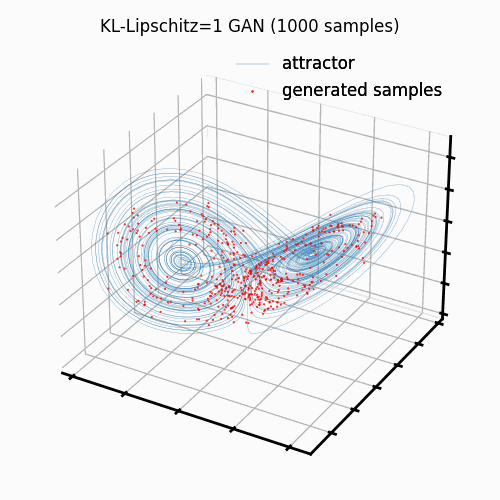 KL-Lipschitz=1 GAN (1000 samples)
attractor
generated samples